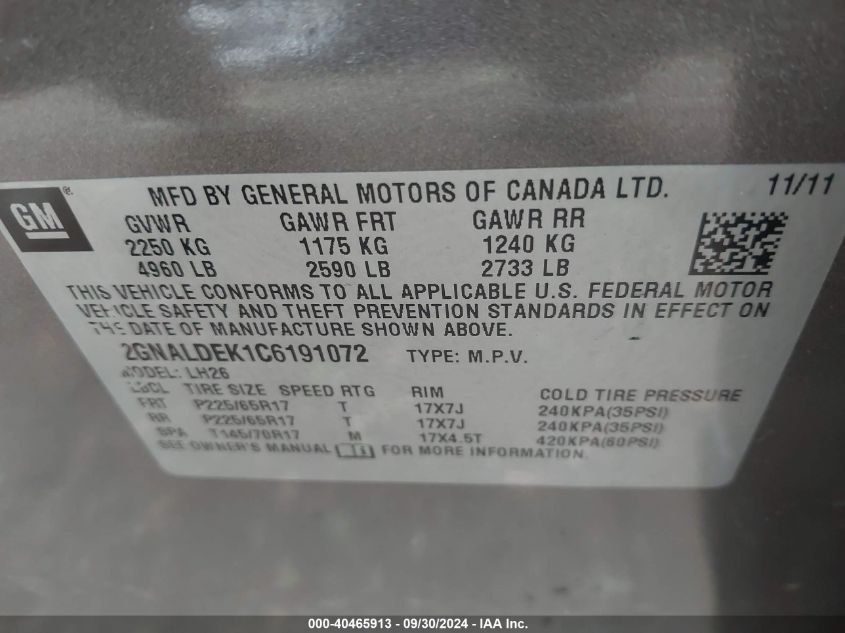 GM ®
MFD BY GENERAL MOTORS OF CANADA LTD. 11/11
GVWR GAWR FRT GAWR RR
2250 KG 1175 KG 1240 KG
4960 LB 2590 LB 2733 LB
THIS VEHICLE CONFORMS TO ALL APPLICABLE U.S. FEDERAL MOTOR
VEHICLE SAFETY AND THEFT PREVENTION STANDARDS IN EFFECT ON
THE DATE OF MANUFACTURE SHOWN ABOVE.
2GNALDEK1C6191072 TYPE: M.P.V.
MODEL: LH26
TIRE SIZE SPEED RTG RIM COLD TIRE PRESSURE
FRT P225/65R17 T 17X7J 240KPA(35PSI)
RR P225/65R17 T 17X7J 240KPA(35PSI)
SPA T145/70R17 M 17X4.5T 420KPA(60PSI)
SEE OWNER'S MANUAL FOR MORE INFORMATION.
000-40465913 - 09/30/2024 - IAA Inc.